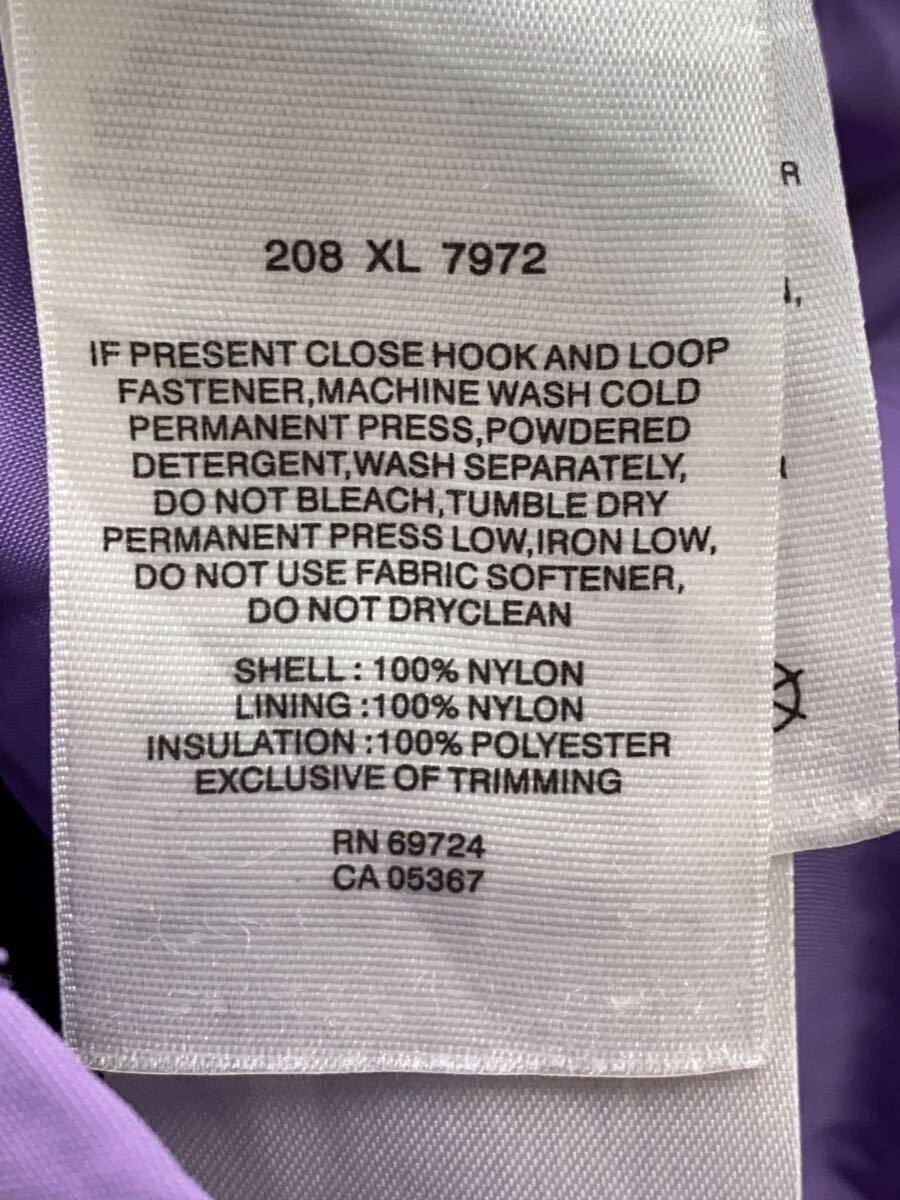 208 XL 7972
IF PRESENT CLOSE HOOK AND LOOP
FASTENER,MACHINE WASH COLD
PERMANENT PRESS,POWDERED
DETERGENT,WASH SEPARATELY,
DO NOT BLEACH,TUMBLE DRY
PERMANENT PRESS LOW,IRON LOW,
DO NOT USE FABRIC SOFTENER,
DO NOT DRYCLEAN
SHELL : 100% NYLON
LINING :100% NYLON
INSULATION :100% POLYESTER
EXCLUSIVE OF TRIMMING
RN 69724
CA 05367